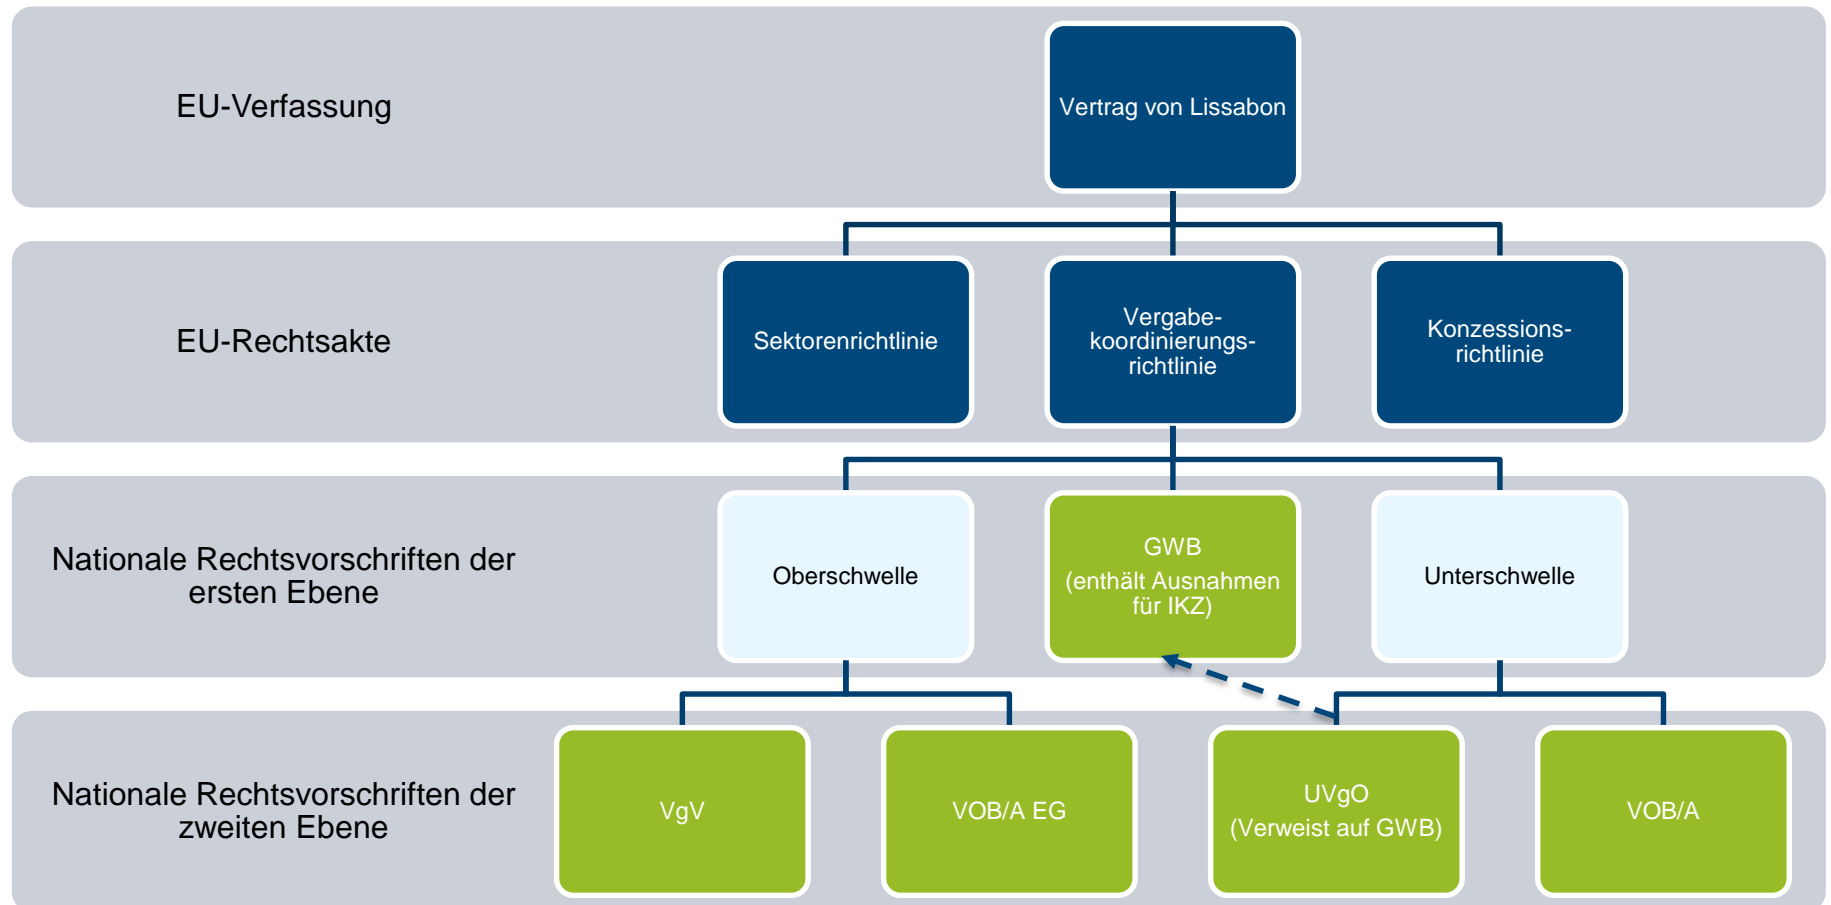 EU-Verfassung
Vertrag von Lissabon
EU-Rechtsakte
Sektorenrichtlinie
Vergabe-
koordinierungs-
richtlinie
Konzessions-
richtlinie
Nationale Rechtsvorschriften der
ersten Ebene
Oberschwelle
GWB
(enthält Ausnahmen
für IKZ)
Unterschwelle
Nationale Rechtsvorschriften der
zweiten Ebene
VgV
VOB/A EG
UVgO
(Verweist auf GWB)
VOB/A